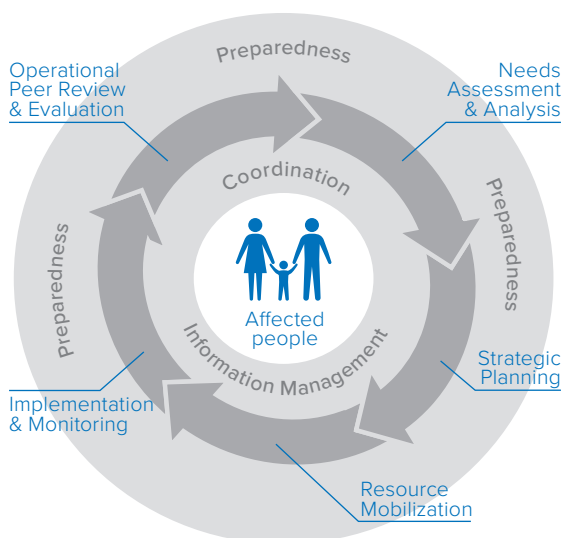 Preparedness
Operational
Peer Review
& Evaluation
Needs
Assessment
& Analysis
Coordination
Preparedness
Preparedness
Affected
people
Information Management
Strategic
Planning
Implementation
& Monitoring
Resource
Mobilization